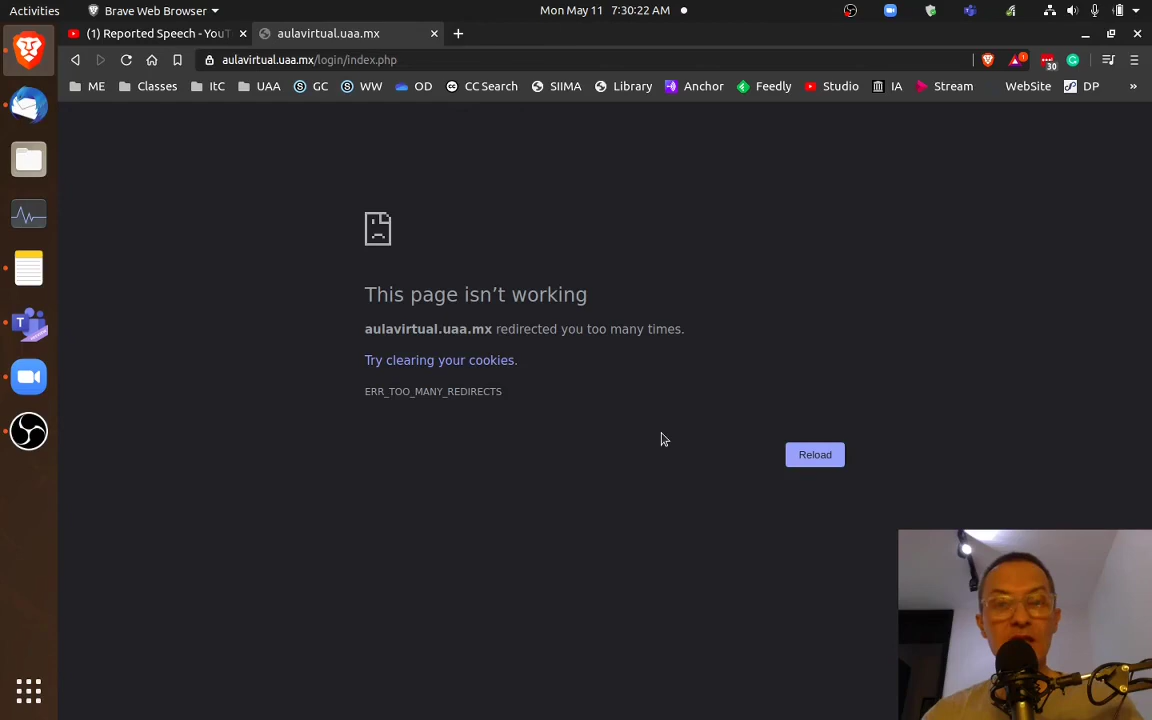 Activities Brave Web Browser Mon May 11 7:30:22 AM
(1) Reported Speech - YouT aulavirtual.uaa.mx
aulavirtual.uaa.mx/login/index.php
30
ME Classes ItC UAA GC WW OD CC Search SIIMA Library Anchor Feedly Studio IA Stream WebSite DP »
This page isn’t working
aulavirtual.uaa.mx redirected you too many times.
Try clearing your cookies.
ERR_TOO_MANY_REDIRECTS
Reload